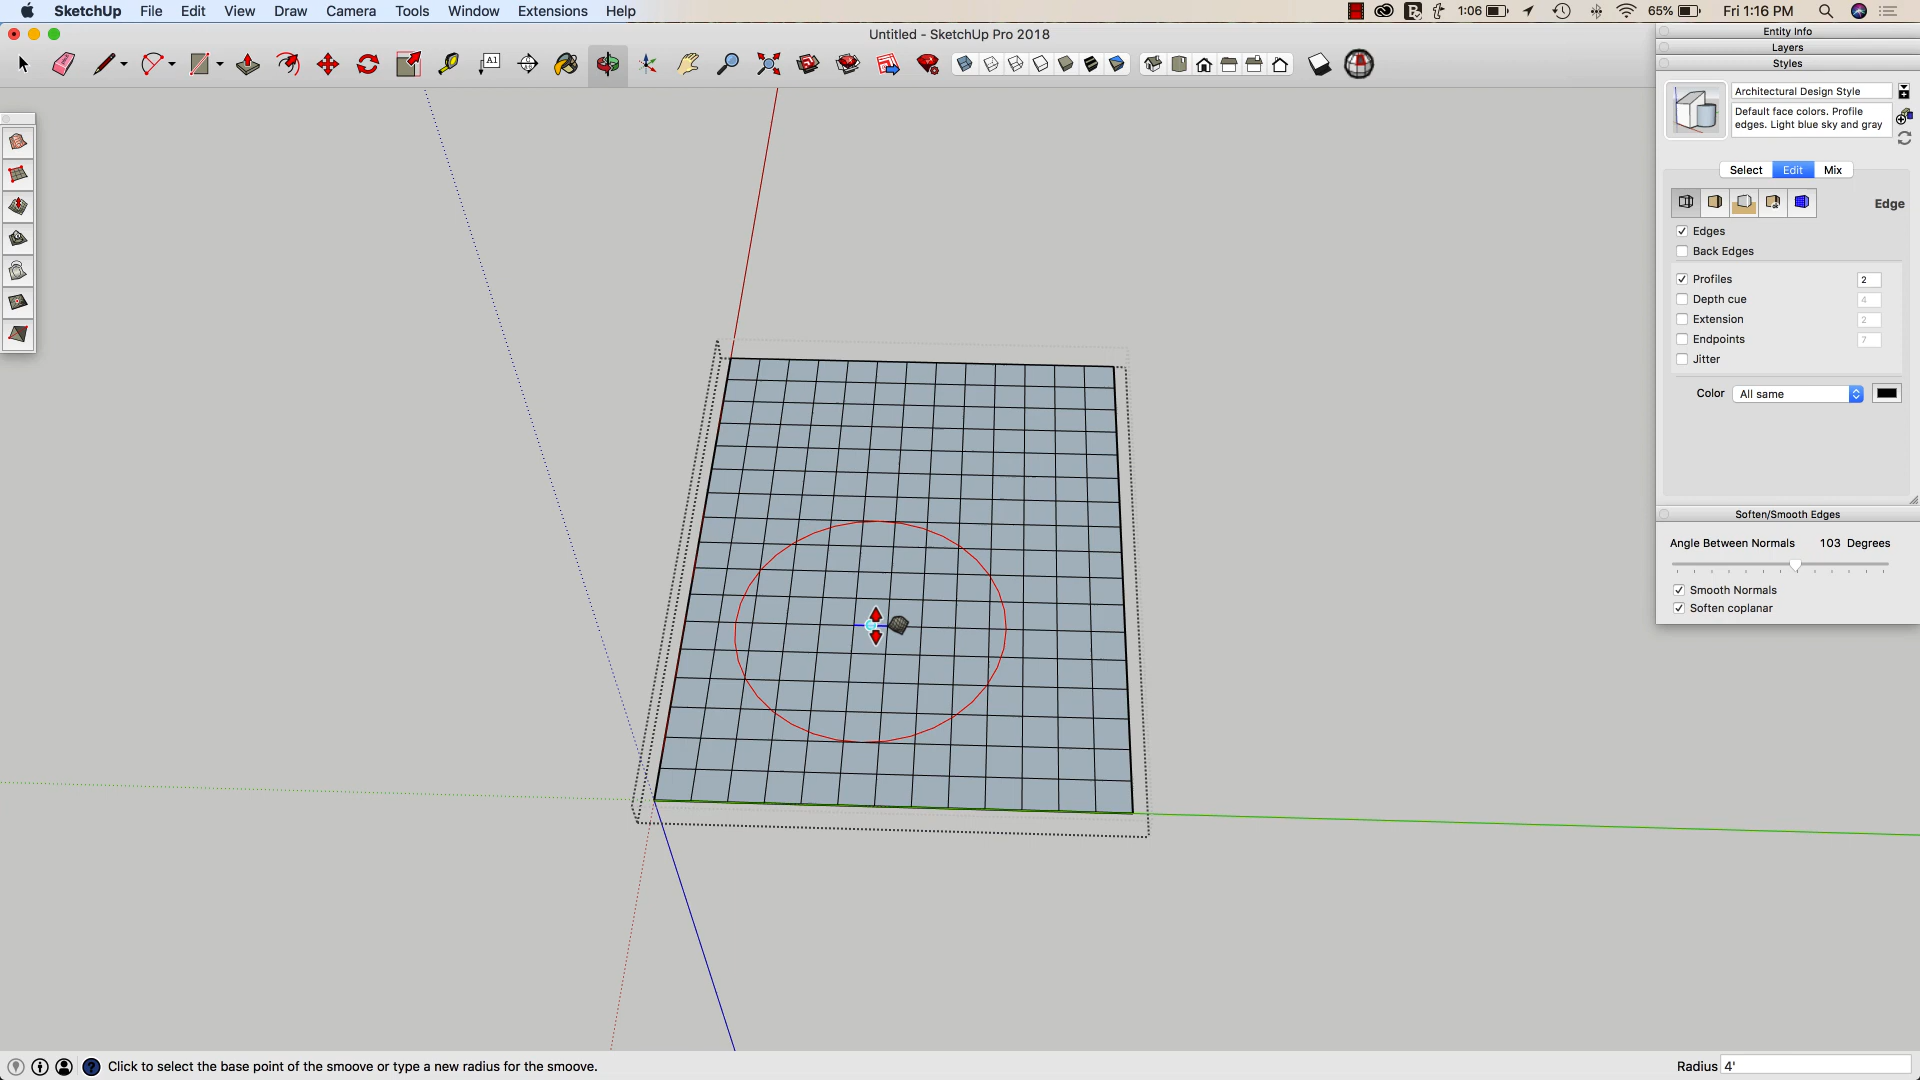 SketchUp File Edit View Draw Camera Tools Window Extensions Help 1:06 65% Fri 1:16 PM
Untitled - SketchUp Pro 2018
A1
Entity Info
Layers
Styles
Architectural Design Style
Default face colors. Profile
edges. Light blue sky and gray
Select Edit Mix
Edge
Edges
Back Edges
Profiles 2
Depth cue 4
Extension 2
Endpoints 7
Jitter
Color All same
Soften/Smooth Edges
Angle Between Normals 103 Degrees
Smooth Normals
Soften coplanar
Click to select the base point of the smoove or type a new radius for the smoove.
Radius 4'